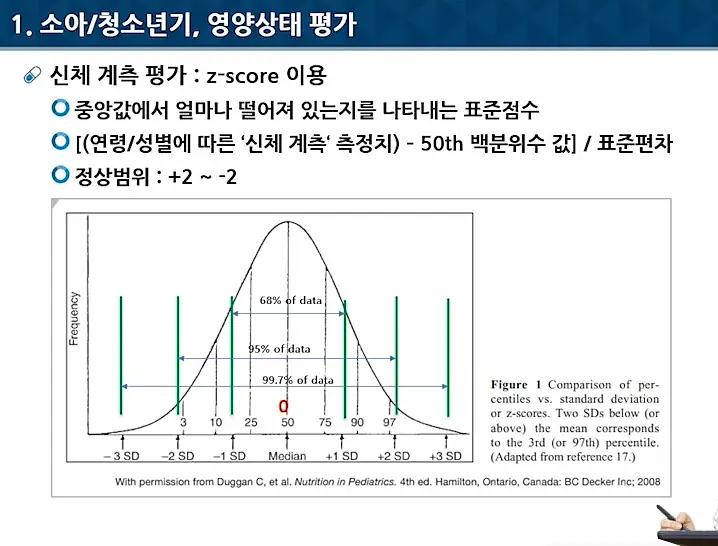 1. 소아/청소년기, 영양상태 평가
신체 계측 평가 : z-score 이용
중앙값에서 얼마나 떨어져 있는지를 나타내는 표준점수
[(연령/성별에 따른 ‘신체 계측‘ 측정치) - 50th 백분위수 값] / 표준편차
정상범위 : +2 ~ -2
Frequency
68% of data
95% of data
99.7% of data
0
3 10 25 50 75 90 97
– 3 SD –2 SD –1 SD Median +1 SD +2 SD +3 SD
Figure 1 Comparison of per-
centiles vs. standard deviation
or z-scores. Two SDs below (or
above) the mean corresponds
to the 3rd (or 97th) percentile.
(Adapted from reference 17.)
With permission from Duggan C, et al. Nutrition in Pediatrics. 4th ed. Hamilton, Ontario, Canada: BC Decker Inc; 2008